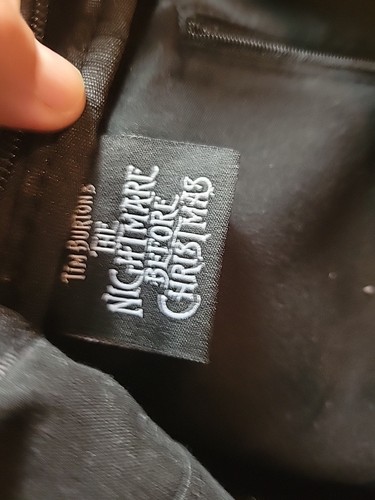 TIM BURTON'S
THE
NIGHTMARE
BEFORE
CHRISTMAS